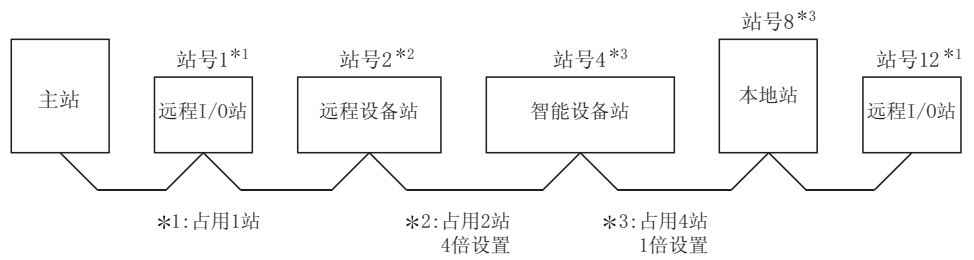 站号8*3
站号1*1
站号2*2
站号4*3
站号12*1
主站
远程I/O站
远程设备站
智能设备站
本地站
远程I/O站
*1:占用1站
*2:占用2站
4倍设置
*3:占用4站
1倍设置